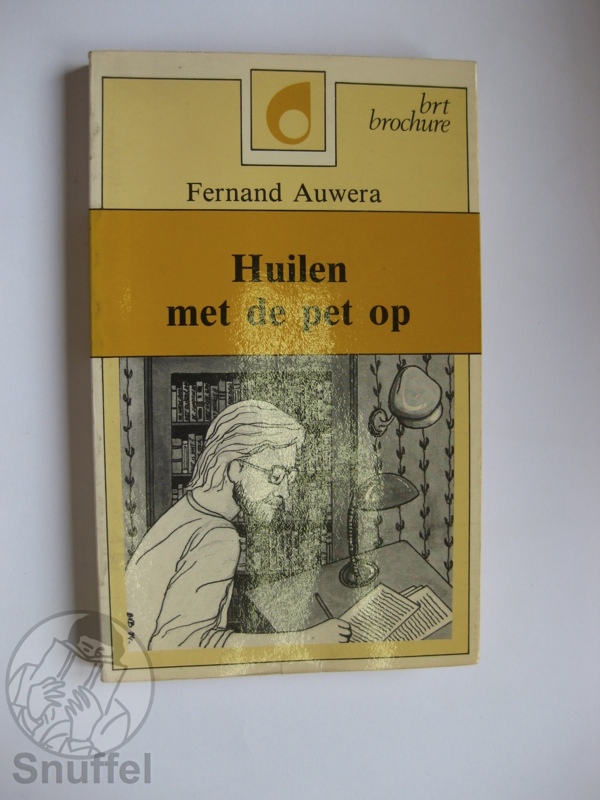 brt
brochure
Fernand Auwera
Huilen
met de pet op
Snuffel